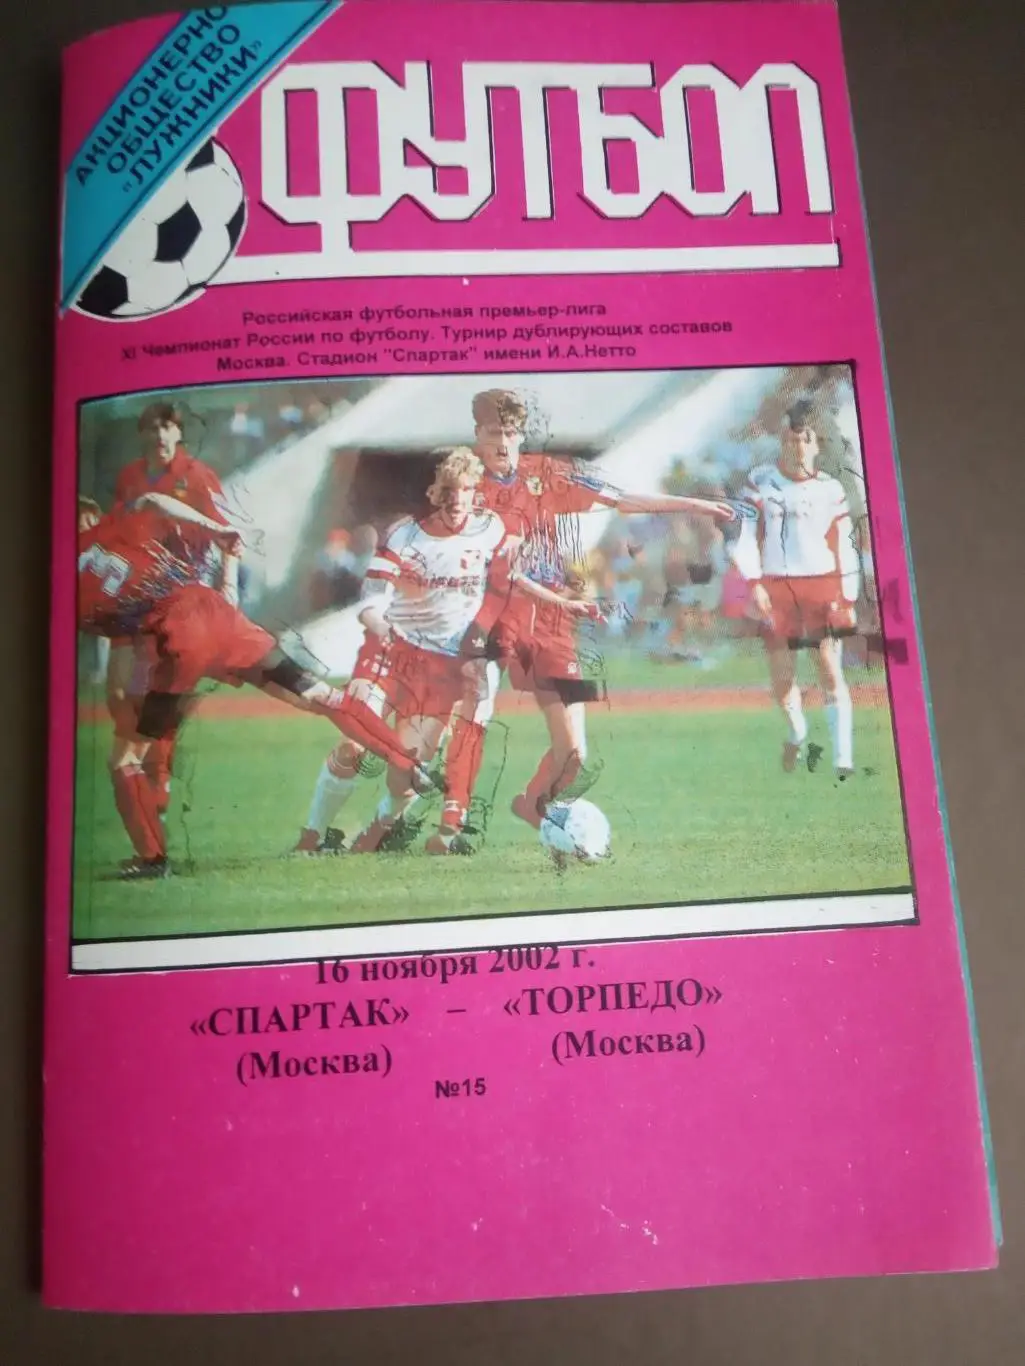 АКЦИОНЕРНО
ОБЩЕСТВО
"ЛУЖНИКИ"
ФУТБОЛ
Российская футбольная премьер-лига
XI Чемпионат России по футболу. Турнир дублирующих составов
Москва. Стадион "Спартак" имени И.А.Нетто
16 ноября 2002 г.
«СПАРТАК» – «ТОРПЕДО»
(Москва) (Москва)
№15